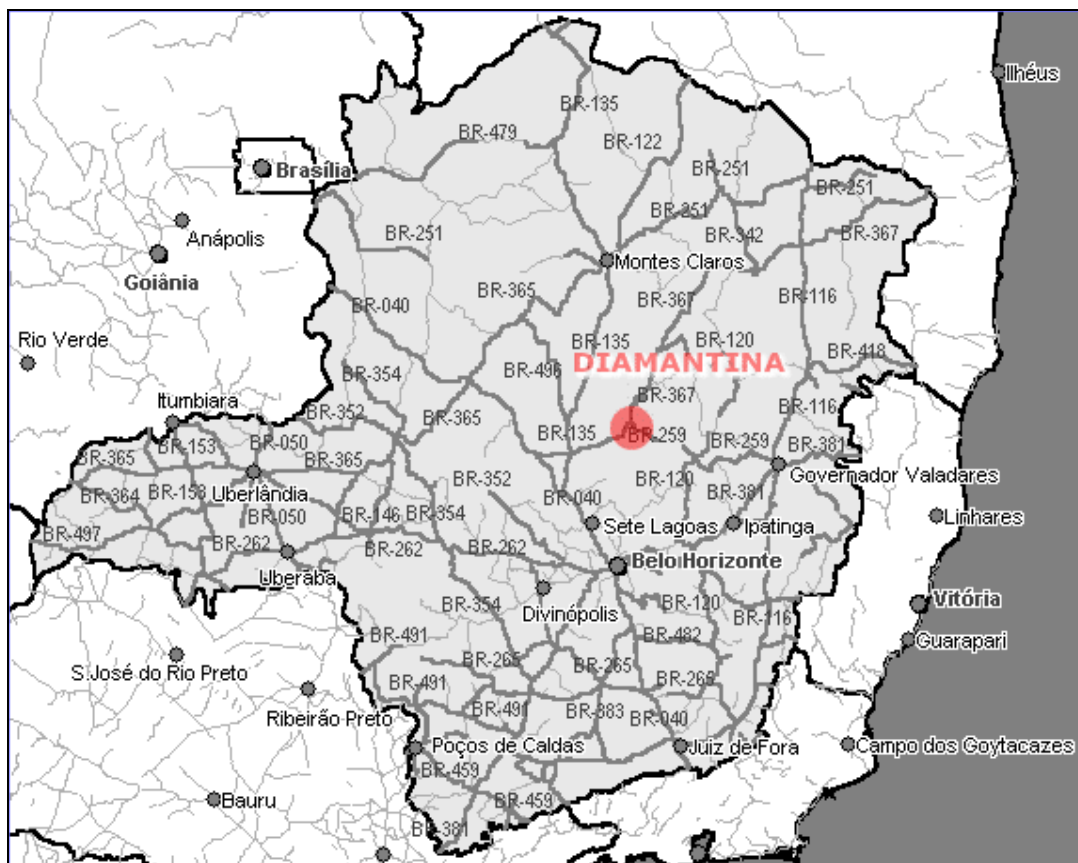 Ilhéus
BR-135
BR-479
BR-122
Brasília
BR-251
BR-251
BR-251
Anápolis
BR-251
BR-342
BR-367
Goiânia
Montes Claros
BR-365
BR-367
BR-116
BR-040
Rio Verde
BR-135
BR-120
BR-418
DIAMANTINA
BR-354
BR-496
BR-367
Itumbiara
BR-352
BR-365
BR-116
BR-153
BR-050
BR-135
BR-259
BR-259
BR-381
BR-365
BR-365
BR-352
BR-120
Governador Valadares
BR-364
BR-153
Uberlândia
BR-381
BR-040
BR-050
BR-146
BR-354
Sete Lagoas
Ipatinga
Linhares
BR-497
BR-262
BR-262
BR-262
Belo Horizonte
Uberaba
Divinópolis
BR-354
BR-120
BR-116
Vitória
BR-491
BR-482
Guarapari
S.José do Rio Preto
BR-265
BR-265
BR-265
BR-491
Ribeirão Preto
BR-491
BR-383
BR-040
Poços de Caldas
Juiz de Fora
Campo dos Goytacazes
BR-459
Bauru
BR-459
BR-381